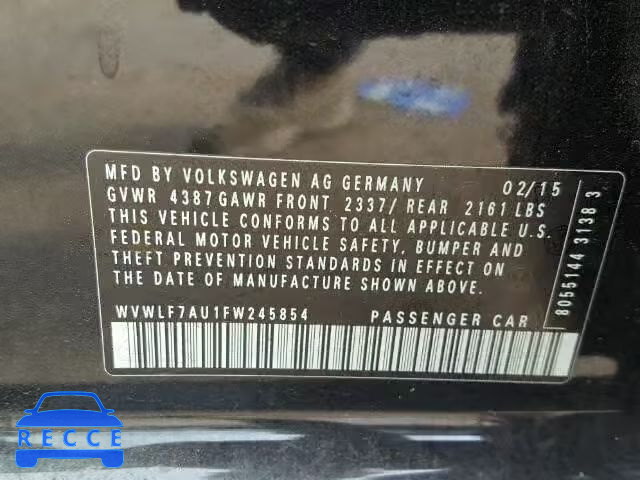 MFD BY VOLKSWAGEN AG GERMANY 02/15
GVWR 4387 GAWR FRONT 2337/ REAR 2161 LBS
THIS VEHICLE CONFORMS TO ALL APPLICABLE U.S.
FEDERAL MOTOR VEHICLE SAFETY, BUMPER AND
THEFT PREVENTION STANDARDS IN EFFECT ON
THE DATE OF MANUFACTURE SHOWN ABOVE.
WVWLF7AU1FW245854 PASSENGER CAR
8055144 3138 3
RECCE